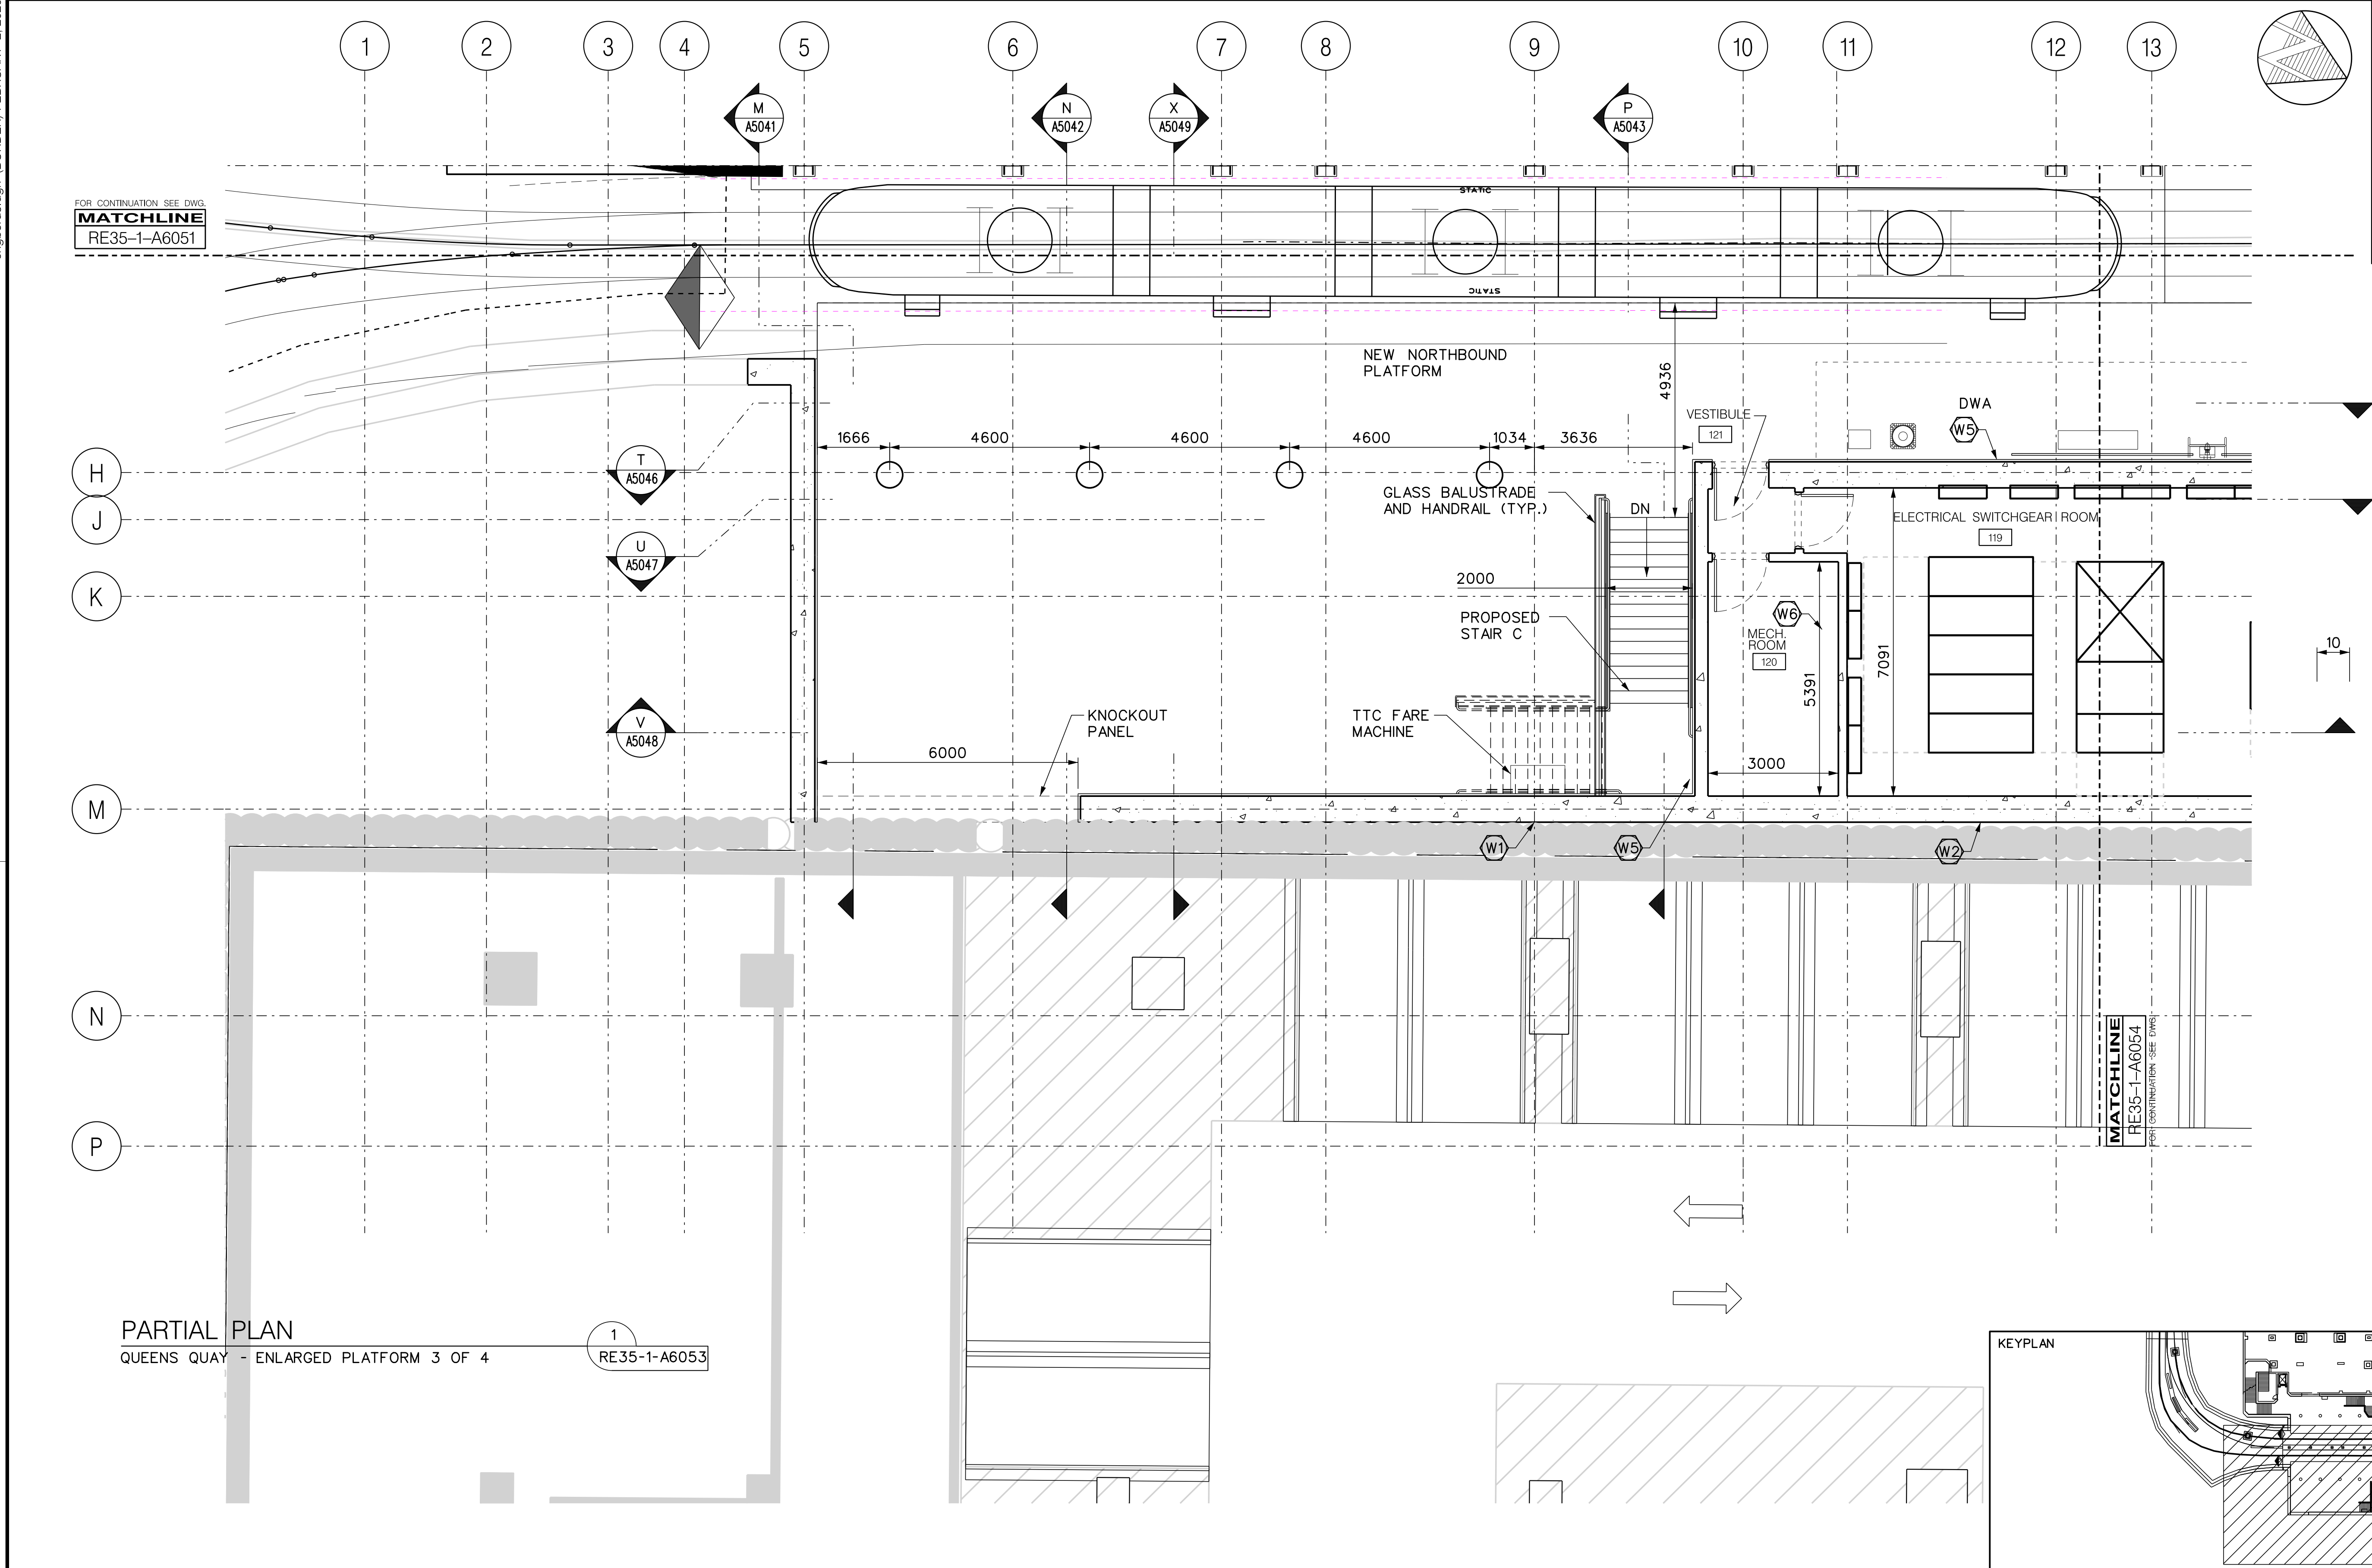 1 2 3 4 5 6 7 8 9 10 11 12 13
M
A5041
N
A5042
X
A5049
P
A5043
FOR CONTINUATION SEE DWG.
MATCHLINE
RE35-1-A6051
STATIC
STATIC
NEW NORTHBOUND
PLATFORM
4936
VESTIBULE
121
DWA
W5
1666 4600 4600 4600 1034 3636
H
T
A5046
GLASS BALUSTRADE
AND HANDRAIL (TYP.)
DN
J
ELECTRICAL SWITCHGEAR ROOM
119
U
A5047
K
2000
PROPOSED
STAIR C
W6
MECH.
ROOM
120
5391
7091
10
V
A5048
KNOCKOUT
PANEL
TTC FARE
MACHINE
6000
3000
M
W1
W5
W2
N
MATCHLINE
RE35-1-A6054
FOR CONTINUATION SEE DWG.
P
PARTIAL PLAN
QUEENS QUAY - ENLARGED PLATFORM 3 OF 4
1
RE35-1-A6053
KEYPLAN